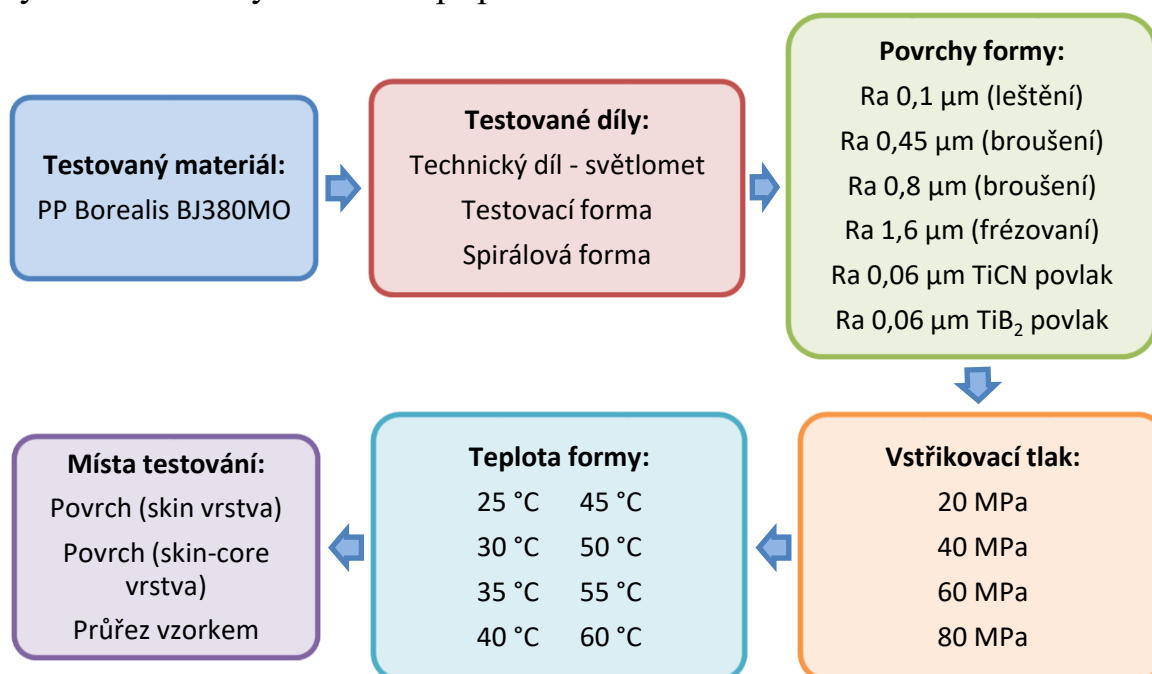 Testovaný materiál:
PP Borealis BJ380MO
Testované díly:
Technický díl - světlomet
Testovací forma
Spirálová forma
Povrchy formy:
Ra 0,1 µm (leštění)
Ra 0,45 µm (broušení)
Ra 0,8 µm (broušení)
Ra 1,6 µm (frézovaní)
Ra 0,06 µm TiCN povlak
Ra 0,06 µm TiB₂ povlak
Vstřikovací tlak:
20 MPa
40 MPa
60 MPa
80 MPa
Teplota formy:
25 °C 45 °C
30 °C 50 °C
35 °C 55 °C
40 °C 60 °C
Místa testování:
Povrch (skin vrstva)
Povrch (skin-core
vrstva)
Průřez vzorkem